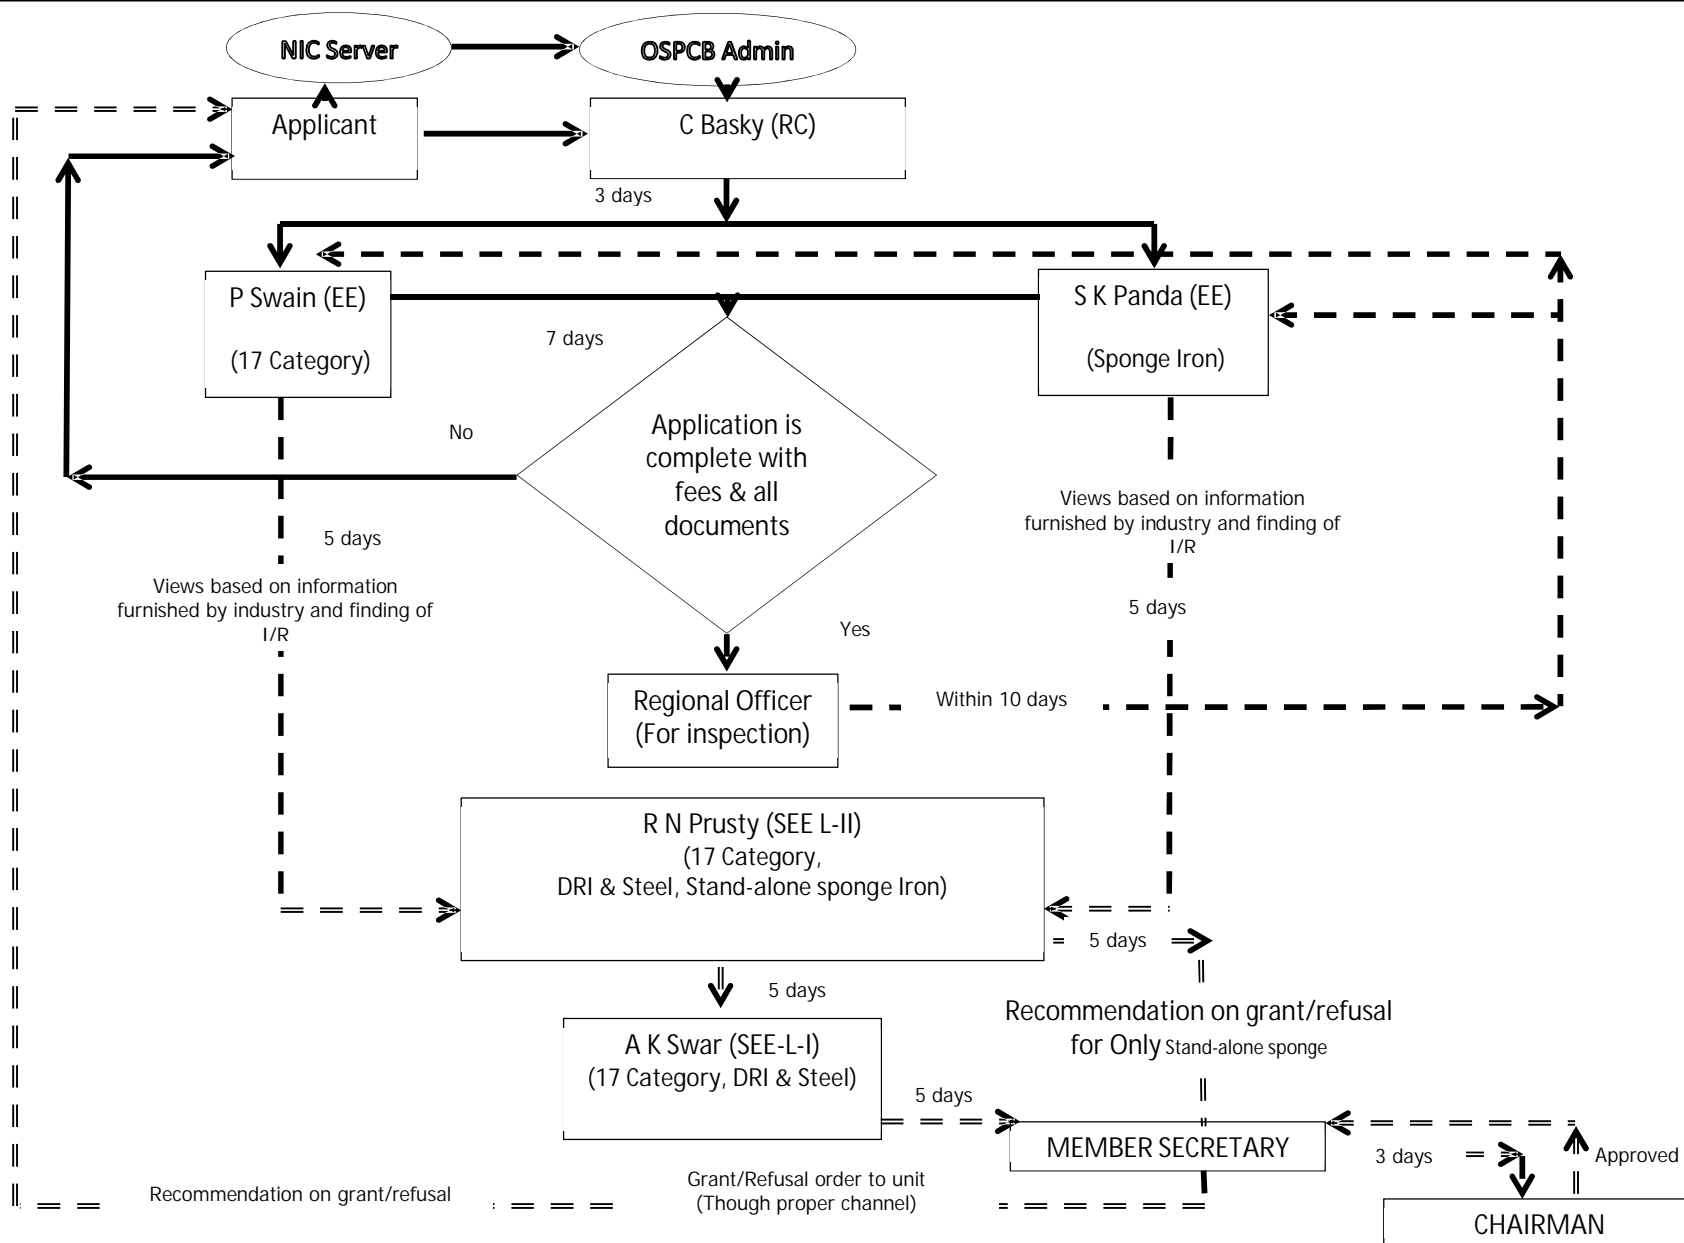 NIC Server
OSPCB Admin
Applicant
C Basky (RC)
3 days
P Swain (EE)
(17 Category)
S K Panda (EE)
(Sponge Iron)
7 days
No
Application is
complete with
fees & all
documents
Views based on information
furnished by industry and finding of
I/R
5 days
Views based on information
furnished by industry and finding of
I/R
5 days
Yes
Regional Officer
(For inspection)
Within 10 days
R N Prusty (SEE L-II)
(17 Category,
DRI & Steel, Stand-alone sponge Iron)
5 days
5 days
Recommendation on grant/refusal
for Only Stand-alone sponge
A K Swar (SEE-L-I)
(17 Category, DRI & Steel)
5 days
MEMBER SECRETARY
3 days
Approved
Recommendation on grant/refusal
Grant/Refusal order to unit
(Though proper channel)
CHAIRMAN